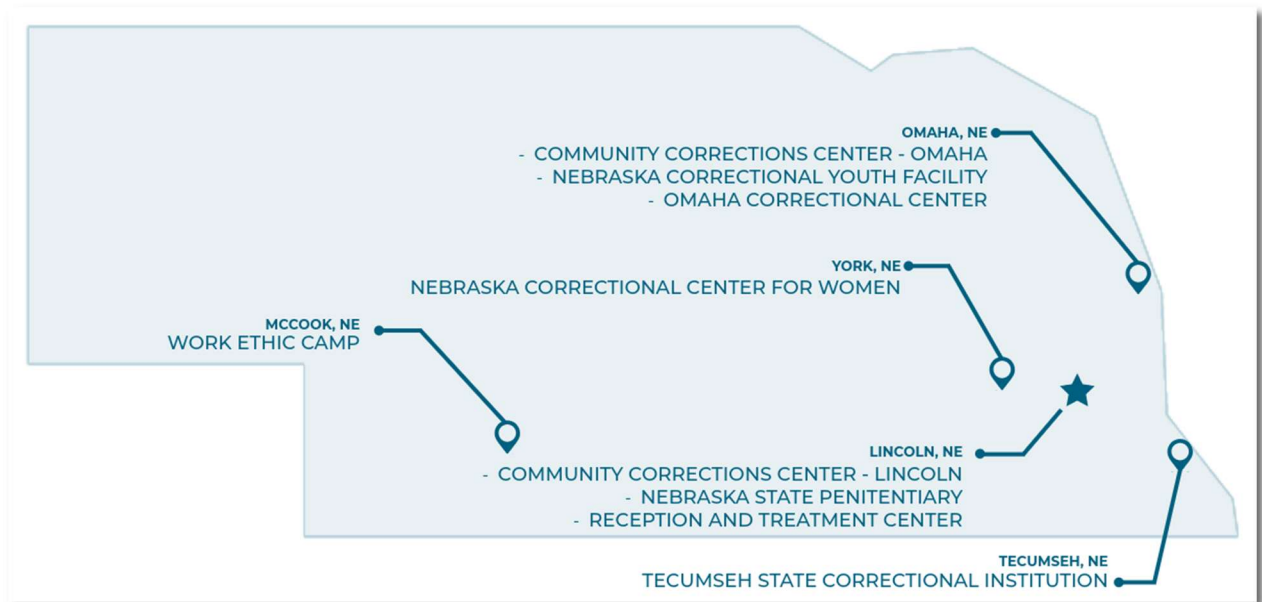 OMAHA, NE
- COMMUNITY CORRECTIONS CENTER - OMAHA
- NEBRASKA CORRECTIONAL YOUTH FACILITY
- OMAHA CORRECTIONAL CENTER
YORK, NE
NEBRASKA CORRECTIONAL CENTER FOR WOMEN
MCCOOK, NE
WORK ETHIC CAMP
LINCOLN, NE
- COMMUNITY CORRECTIONS CENTER - LINCOLN
- NEBRASKA STATE PENITENTIARY
- RECEPTION AND TREATMENT CENTER
TECUMSEH, NE
TECUMSEH STATE CORRECTIONAL INSTITUTION